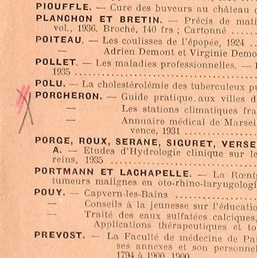 PIOUFFLE. — Cure des buveurs au château d
PLANCHON ET BRETIN. — Précis de mati
vol., 1936. Broché, 140 frs ; Cartonné
POITEAU. — Les coulisses de l'épopée, 1924
— Adrien Demont et Virginie Demo
POLLET. — Les maladies professionnelles,
1935
POLU. — La cholestérolémie des tuberculeux pu
PORCHERON. — Guide pratique aux villes d
— Les stations climatiques fra
— Annuaire médical de Marsei
vence, 1931
PORGE, ROUX, SERANE, SIGURET, VERSE
A. — Etudes d'Hydrologie clinique sur le
reins, 1935
PORTMANN ET LACHAPELLE. — La Rœntg
tumeurs malignes en oto-rhino-laryngologi
POUY. — Capvern-les-Bains
— Conseils à la jeunesse sur l'éducatio
— Traité des eaux sulfatées calciques,
Applications thérapeutiques et to
PREVOST. — La Faculté de médecine de Pa
ses annexes et son personne
1794 à 1900. 1900